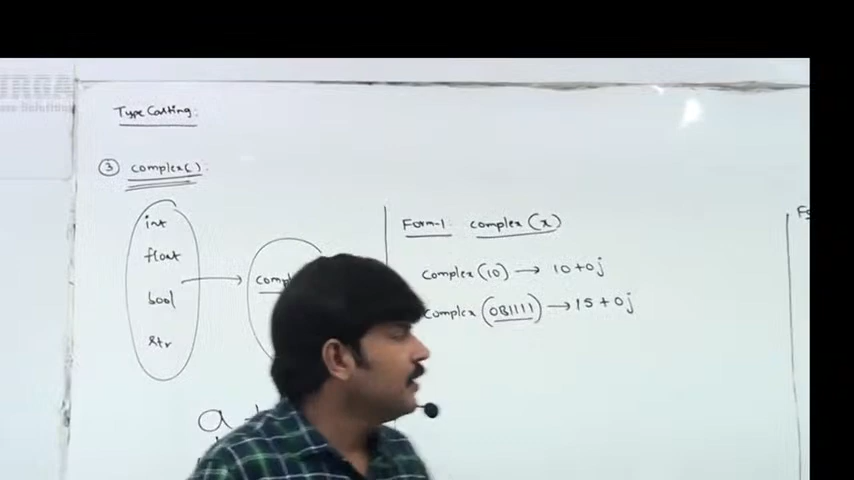 Type Casting:
③ complex():
int
float
bool
str
Form-1: complex(x)
complex(10) → 10+0j
complex(0B1111) → 15+0j
a